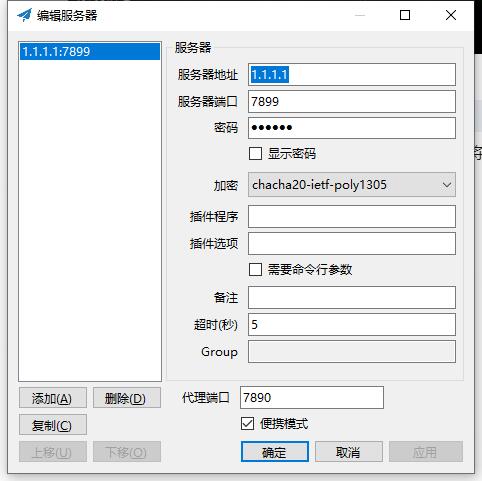 编辑服务器
1.1.1.1:7899
服务器
服务器地址 1.1.1.1
服务器端口 7899
密码 ●●●●●●
显示密码
加密 chacha20-ietf-poly1305
插件程序
插件选项
需要命令行参数
备注
超时(秒) 5
Group
添加(A) 删除(D) 代理端口 7890
复制(C) 便携模式
上移(U) 下移(O) 确定 取消 应用